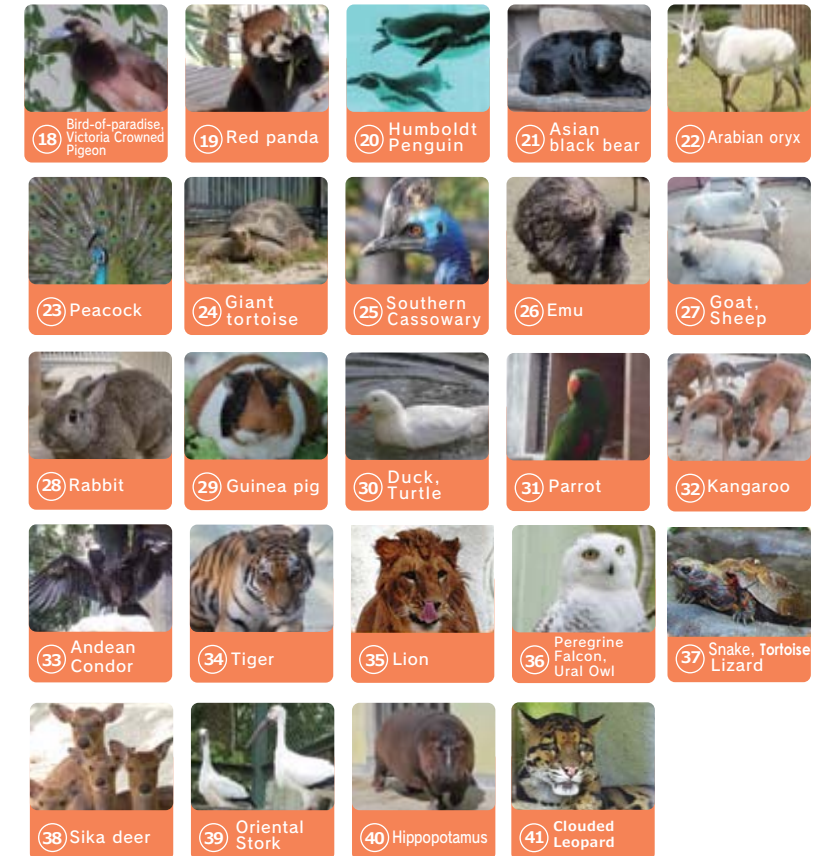 18 Bird-of-paradise,
Victoria Crowned
Pigeon
19 Red panda
20 Humboldt
Penguin
21 Asian
black bear
22 Arabian oryx
23 Peacock
24 Giant
tortoise
25 Southern
Cassowary
26 Emu
27 Goat,
Sheep
28 Rabbit
29 Guinea pig
30 Duck,
Turtle
31 Parrot
32 Kangaroo
33 Andean
Condor
34 Tiger
35 Lion
36 Peregrine
Falcon,
Ural Owl
37 Snake, Tortoise
Lizard
38 Sika deer
39 Oriental
Stork
40 Hippopotamus
41 Clouded
Leopard